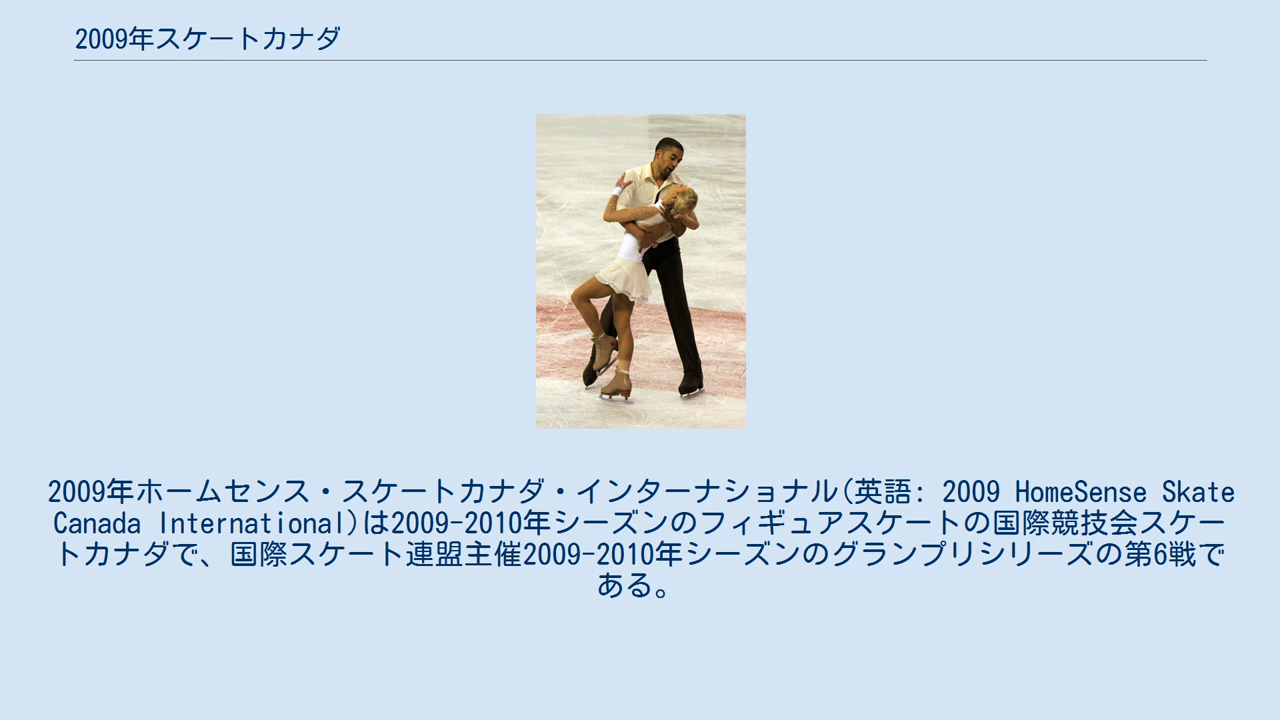 2009年スケートカナダ
2009年ホームセンス・スケートカナダ・インターナショナル(英語: 2009 HomeSense Skate
Canada International)は2009-2010年シーズンのフィギュアスケートの国際競技会スケー
トカナダで、国際スケート連盟主催2009-2010年シーズンのグランプリシリーズの第6戦で
ある。